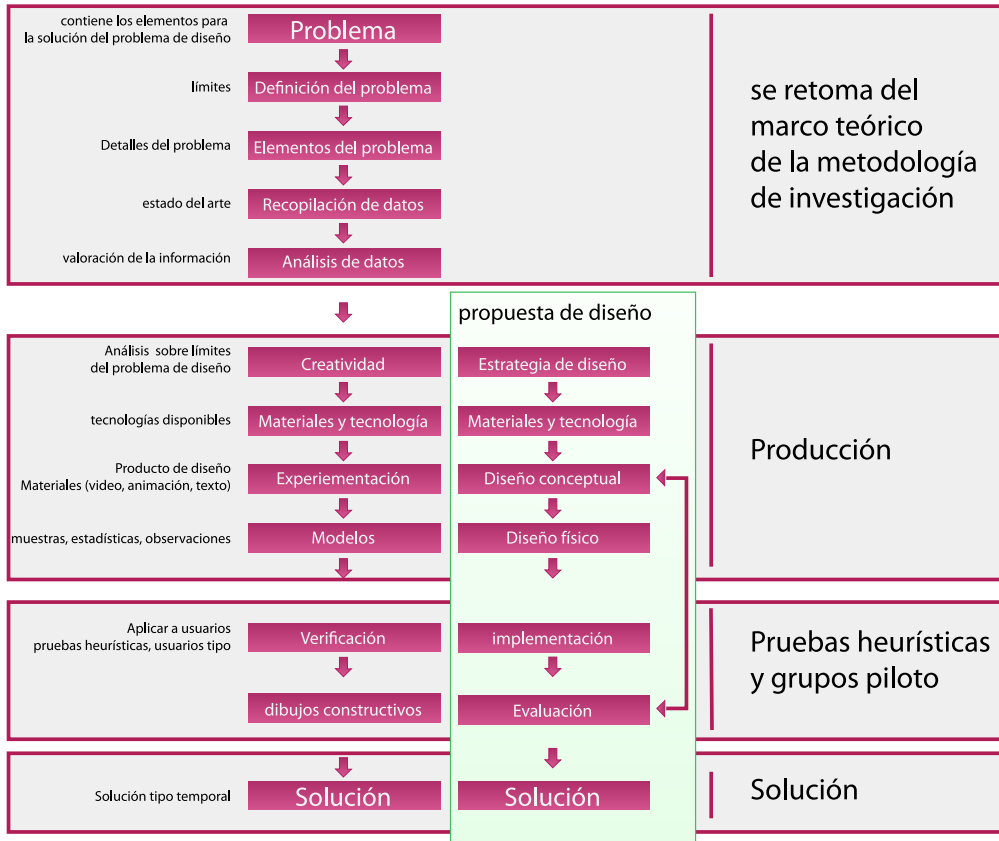 contiene los elementos para
la solución del problema de diseño
Problema
límites
Definición del problema
Detalles del problema
Elementos del problema
estado del arte
Recopilación de datos
valoración de la información
Análisis de datos
se retoma del
marco teórico
de la metodología
de investigación
propuesta de diseño
Análisis sobre límites
del problema de diseño
Creatividad
Estrategia de diseño
tecnologías disponibles
Materiales y tecnología
Materiales y tecnología
Producto de diseño
Materiales (video, animación, texto)
Experiementación
Diseño conceptual
muestras, estadísticas, observaciones
Modelos
Diseño físico
Producción
Aplicar a usuarios
pruebas heurísticas, usuarios tipo
Verificación
implementación
dibujos constructivos
Evaluación
Pruebas heurísticas
y grupos piloto
Solución tipo temporal
Solución
Solución
Solución